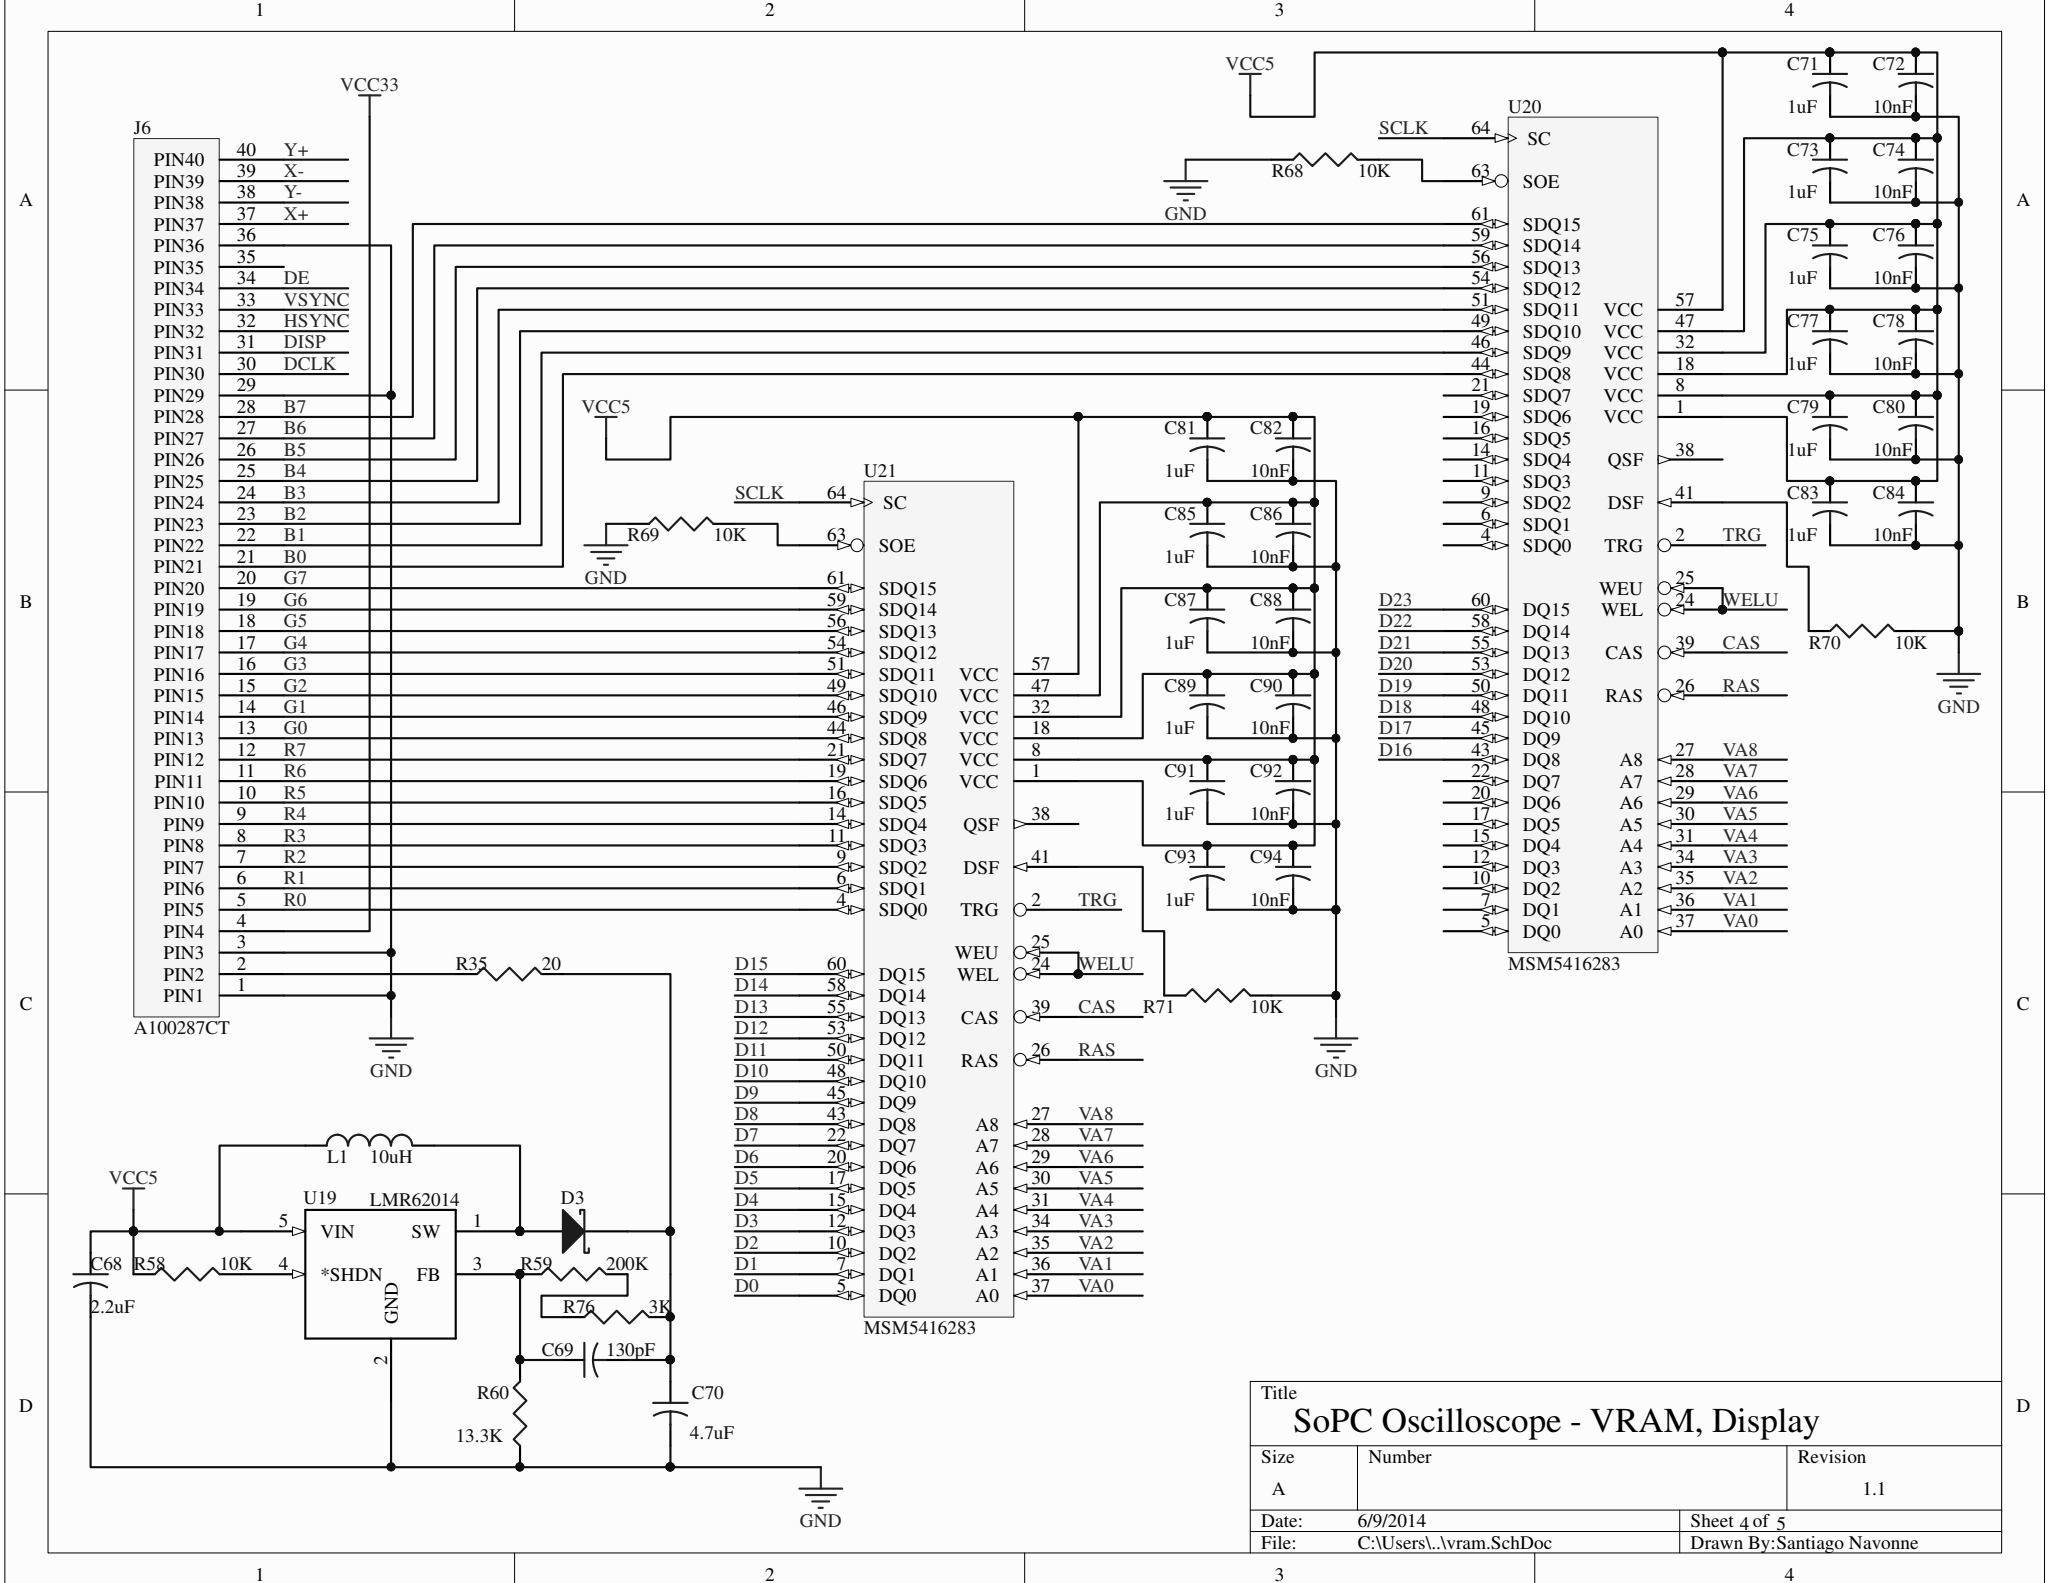 1 2 3 4
A B C D
A B C D
VCC33
J6
PIN40 40 Y+
PIN39 39 X-
PIN38 38 Y-
PIN37 37 X+
PIN36 36
PIN35 35
PIN34 34 DE
PIN33 33 VSYNC
PIN32 32 HSYNC
PIN31 31 DISP
PIN30 30 DCLK
PIN29 29
PIN28 28 B7
PIN27 27 B6
PIN26 26 B5
PIN25 25 B4
PIN24 24 B3
PIN23 23 B2
PIN22 22 B1
PIN21 21 B0
PIN20 20 G7
PIN19 19 G6
PIN18 18 G5
PIN17 17 G4
PIN16 16 G3
PIN15 15 G2
PIN14 14 G1
PIN13 13 G0
PIN12 12 R7
PIN11 11 R6
PIN10 10 R5
PIN9 9 R4
PIN8 8 R3
PIN7 7 R2
PIN6 6 R1
PIN5 5 R0
PIN4 4
PIN3 3
PIN2 2
PIN1 1
A100287CT
GND
R35 20
VCC5
U20
SCLK 64 SC
R68 10K 63 SOE
GND
61 SDQ15
59 SDQ14
56 SDQ13
54 SDQ12
51 SDQ11 VCC 57
49 SDQ10 VCC 47
46 SDQ9 VCC 32
44 SDQ8 VCC 18
21 SDQ7 VCC 8
19 SDQ6 VCC 1
16 SDQ5
14 SDQ4 QSF 38
11 SDQ3
9 SDQ2 DSF 41
6 SDQ1
4 SDQ0 TRG 2 TRG
WEU 25
D23 60 DQ15 WEL 24 WELU
D22 58 DQ14
D21 55 DQ13 CAS 39 CAS
D20 53 DQ12
D19 50 DQ11 RAS 26 RAS
D18 48 DQ10
D17 45 DQ9
D16 43 DQ8 A8 27 VA8
22 DQ7 A7 28 VA7
20 DQ6 A6 29 VA6
17 DQ5 A5 30 VA5
15 DQ4 A4 31 VA4
12 DQ3 A3 34 VA3
10 DQ2 A2 35 VA2
7 DQ1 A1 36 VA1
5 DQ0 A0 37 VA0
MSM5416283
C71 C72
1uF 10nF
C73 C74
1uF 10nF
C75 C76
1uF 10nF
C77 C78
1uF 10nF
C79 C80
1uF 10nF
C83 C84
1uF 10nF
R70 10K
GND
VCC5
U21
SCLK 64 SC
R69 10K 63 SOE
GND
61 SDQ15
59 SDQ14
56 SDQ13
54 SDQ12
51 SDQ11 VCC 57
49 SDQ10 VCC 47
46 SDQ9 VCC 32
44 SDQ8 VCC 18
21 SDQ7 VCC 8
19 SDQ6 VCC 1
16 SDQ5
14 SDQ4 QSF 38
11 SDQ3
9 SDQ2 DSF 41
6 SDQ1
4 SDQ0 TRG 2 TRG
WEU 25
D15 60 DQ15 WEL 24 WELU
D14 58 DQ14
D13 55 DQ13 CAS 39 CAS
D12 53 DQ12
D11 50 DQ11 RAS 26 RAS
D10 48 DQ10
D9 45 DQ9
D8 43 DQ8 A8 27 VA8
D7 22 DQ7 A7 28 VA7
D6 20 DQ6 A6 29 VA6
D5 17 DQ5 A5 30 VA5
D4 15 DQ4 A4 31 VA4
D3 12 DQ3 A3 34 VA3
D2 10 DQ2 A2 35 VA2
D1 7 DQ1 A1 36 VA1
D0 5 DQ0 A0 37 VA0
MSM5416283
C81 C82
1uF 10nF
C85 C86
1uF 10nF
C87 C88
1uF 10nF
C89 C90
1uF 10nF
C91 C92
1uF 10nF
C93 C94
1uF 10nF
R71 10K
GND
L1 10uH
VCC5
U19 LMR62014 D3
5 VIN SW 1
C68 R58 10K 4 *SHDN FB 3 R59 200K
2.2uF GND R76 3K
2
C69 130pF
R60 C70
13.3K 4.7uF
GND
Title
SoPC Oscilloscope - VRAM, Display
Size Number Revision
A 1.1
Date: 6/9/2014 Sheet 4 of 5
File: C:\Users\..\vram.SchDoc Drawn By:Santiago Navonne
1 2 3 4